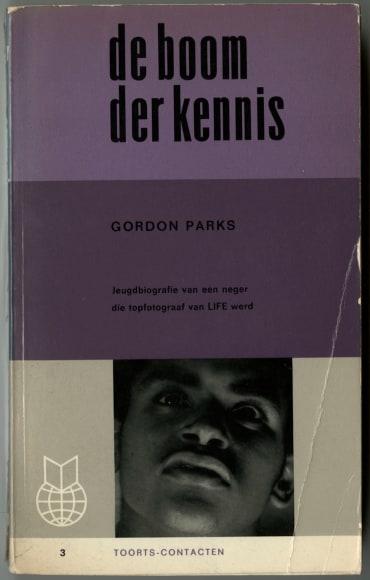 de boom
der kennis
GORDON PARKS
Jeugdbiografie van een neger
die topfotograaf van LIFE werd
3 TOORTS-CONTACTEN